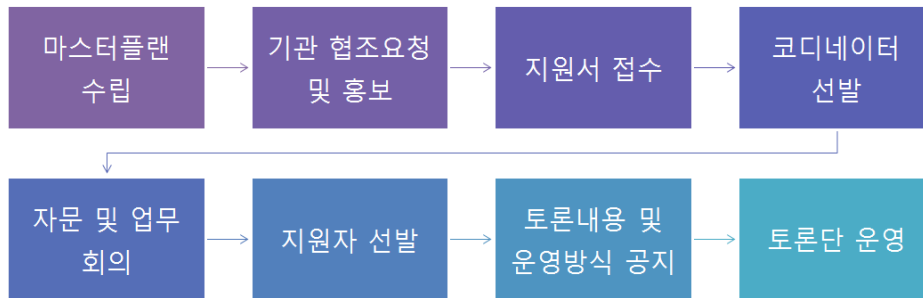 마스터플랜
수립
기관 협조요청
및 홍보
지원서 접수
코디네이터
선발
자문 및 업무
회의
지원자 선발
토론내용 및
운영방식 공지
토론단 운영